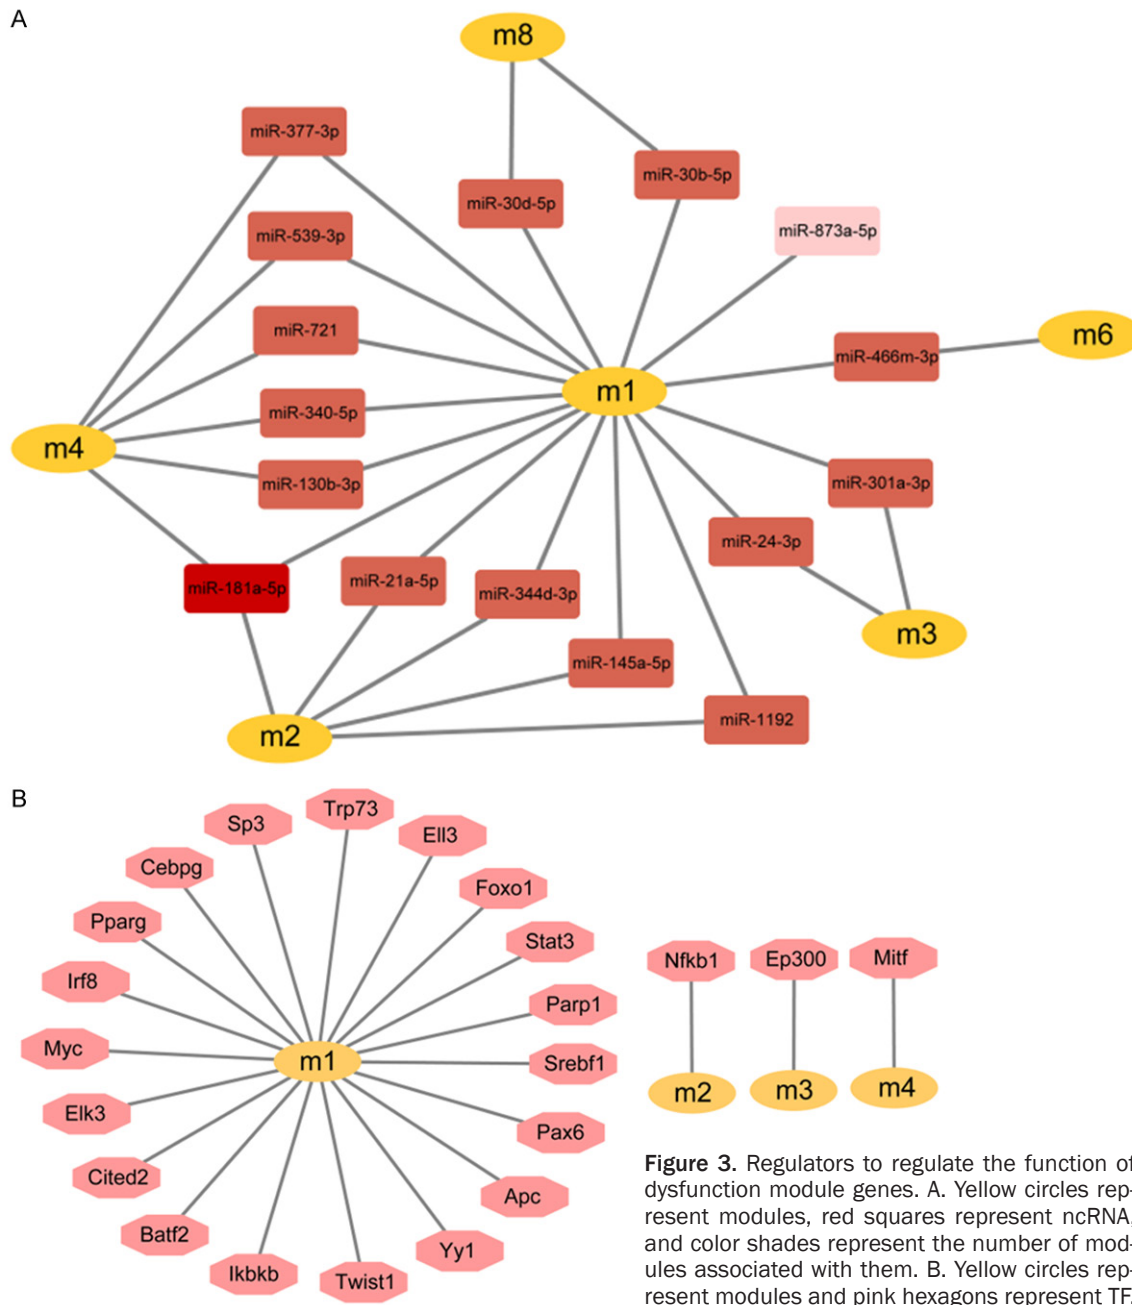 A
m8
miR-377-3p
miR-30b-5p
miR-30d-5p
miR-873a-5p
miR-539-3p
miR-721
m6
miR-466m-3p
m1
miR-340-5p
m4
miR-130b-3p
miR-301a-3p
miR-24-3p
miR-181a-5p
miR-21a-5p
miR-344d-3p
m3
miR-145a-5p
miR-1192
m2
B
Trp73
Sp3
Ell3
Cebpg
Foxo1
Pparg
Stat3
Irf8
Parp1
Myc
m1
Srebf1
Elk3
Pax6
Cited2
Apc
Batf2
Yy1
Ikbkb
Twist1
Nfkb1
Ep300
Mitf
m2
m3
m4
Figure 3. Regulators to regulate the function of
dysfunction module genes. A. Yellow circles rep-
resent modules, red squares represent ncRNA,
and color shades represent the number of mod-
ules associated with them. B. Yellow circles rep-
resent modules and pink hexagons represent TF.